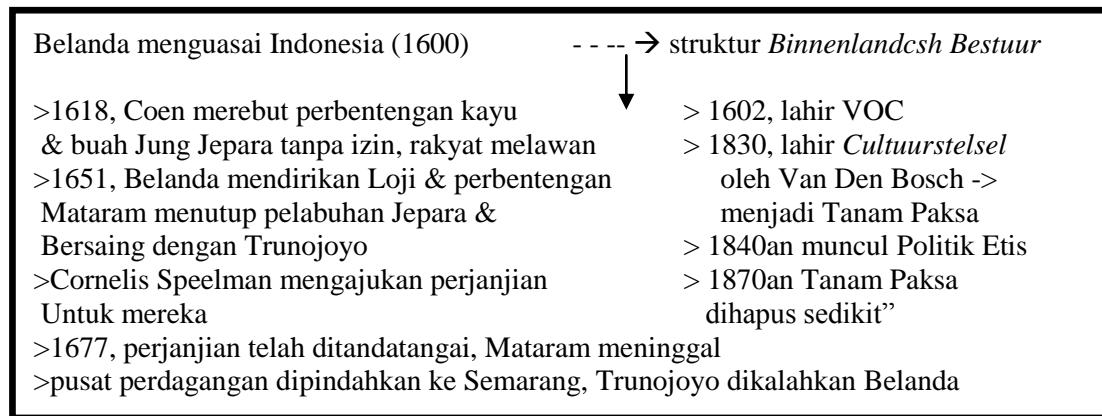 Belanda menguasai Indonesia (1600) - - -- → struktur Binnenlandcsh Bestuur
>1618, Coen merebut perbentengan kayu
& buah Jung Jepara tanpa izin, rakyat melawan
>1651, Belanda mendirikan Loji & perbentengan
Mataram menutup pelabuhan Jepara &
Bersaing dengan Trunojoyo
>Cornelis Speelman mengajukan perjanjian
Untuk mereka
> 1602, lahir VOC
> 1830, lahir Cultuurstelsel
oleh Van Den Bosch ->
menjadi Tanam Paksa
> 1840an muncul Politik Etis
> 1870an Tanam Paksa
dihapus sedikit”
>1677, perjanjian telah ditandatangai, Mataram meninggal
>pusat perdagangan dipindahkan ke Semarang, Trunojoyo dikalahkan Belanda